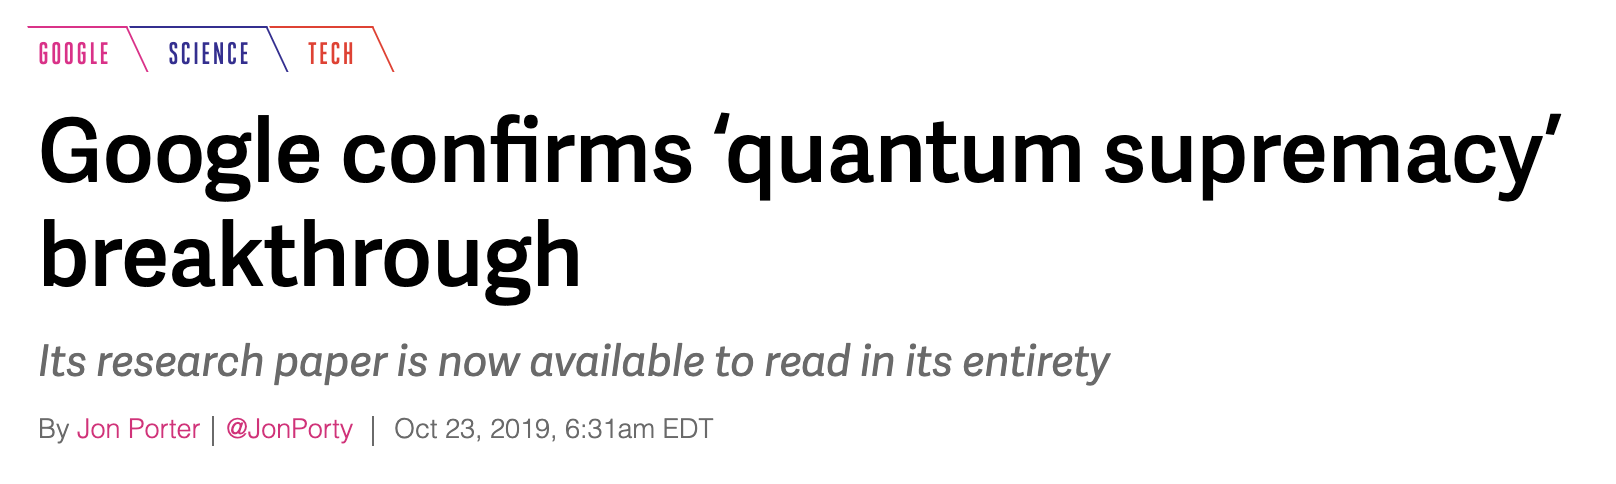 GOOGLE SCIENCE TECH
Google confirms ‘quantum supremacy’
breakthrough
Its research paper is now available to read in its entirety
By Jon Porter | @JonPorty | Oct 23, 2019, 6:31am EDT